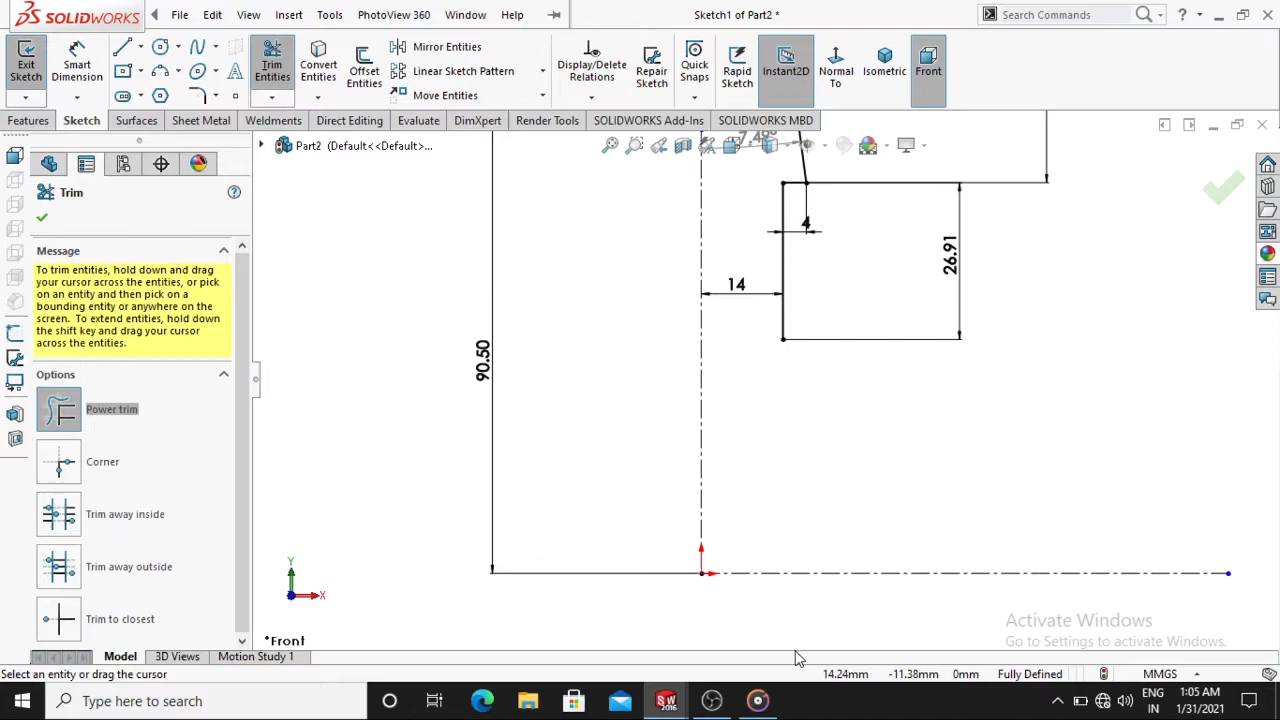 SOLIDWORKS
File Edit View Insert Tools PhotoView 360 Window Help
Sketch1 of Part2 *
Search Commands
?
Exit Sketch
Smart Dimension
Trim Entities
Convert Entities
Offset Entities
Mirror Entities
Linear Sketch Pattern
Move Entities
Display/Delete Relations
Repair Sketch
Quick Snaps
Rapid Sketch
Instant2D
Normal To
Isometric
Front
Features Sketch Surfaces Sheet Metal Weldments Direct Editing Evaluate DimXpert Render Tools SOLIDWORKS Add-Ins SOLIDWORKS MBD
Part2 (Default<<Default>...
Trim
Message
To trim entities, hold down and drag
your cursor across the entities, or pick
on an entity and then pick on a
bounding entity or anywhere on the
screen. To extend entities, hold down
the shift key and drag your cursor
across the entities.
Options
Power trim
Corner
Trim away inside
Trim away outside
Trim to closest
4
26.91
14
90.50
Y
X
*Front
Activate Windows
Go to Settings to activate Windows.
Model 3D Views Motion Study 1
Select an entity or drag the cursor
14.24mm -11.38mm 0mm Fully Defined MMGS
Type here to search
SW
2016
ENG
IN
1:05 AM
1/31/2021